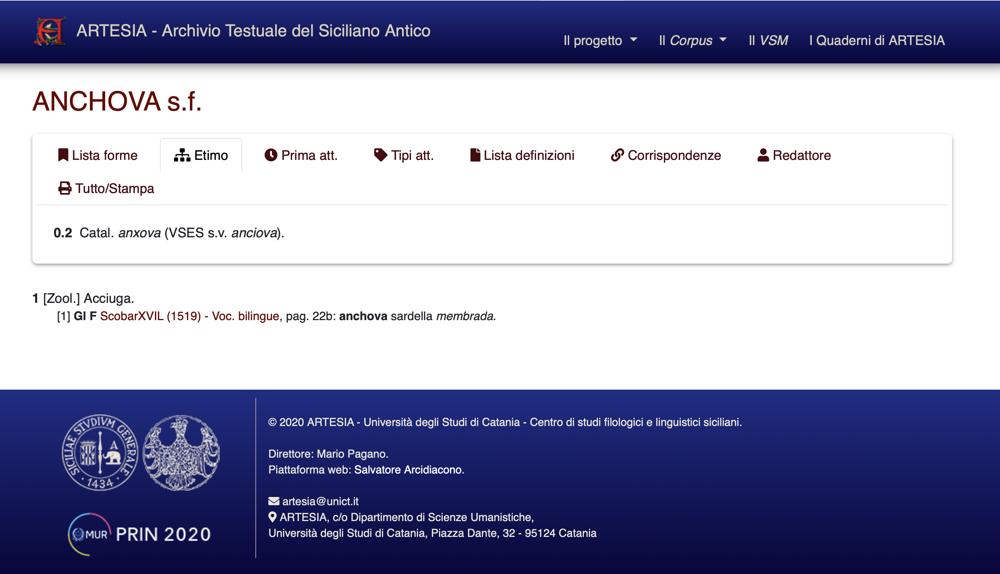 ARTESIA - Archivio Testuale del Siciliano Antico
Il progetto Il Corpus Il VSM I Quaderni di ARTESIA
ANCHOVA s.f.
Lista forme Etimo Prima att. Tipi att. Lista definizioni Corrispondenze Redattore
Tutto/Stampa
0.2 Catal. anxova (VSES s.v. anciova).
1 [Zool.] Acciuga.
[1] Gl F ScobarXVIL (1519) - Voc. bilingue, pag. 22b: anchova sardella membrada.
SICILIAE STVDIVM GENERALE
A
· 1434 ·
MUR PRIN 2020
© 2020 ARTESIA - Università degli Studi di Catania - Centro di studi filologici e linguistici siciliani.
Direttore: Mario Pagano.
Piattaforma web: Salvatore Arcidiacono.
artesia@unict.it
ARTESIA, c/o Dipartimento di Scienze Umanistiche,
Università degli Studi di Catania, Piazza Dante, 32 - 95124 Catania